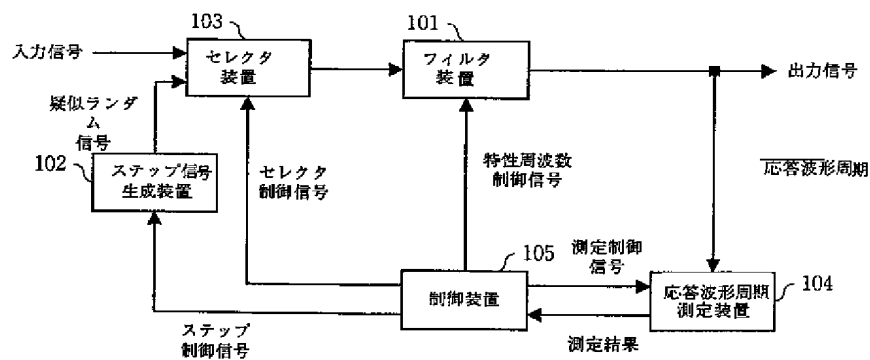 103
101
入力信号
セレクタ
装置
フィルタ
装置
出力信号
疑似ランダ
ム
信号
102
ステップ信号
生成装置
セレクタ
制御信号
特性周波数
制御信号
応答波形周期
105
測定制御
信号
制御装置
応答波形周期
測定装置
104
ステップ
制御信号
測定結果